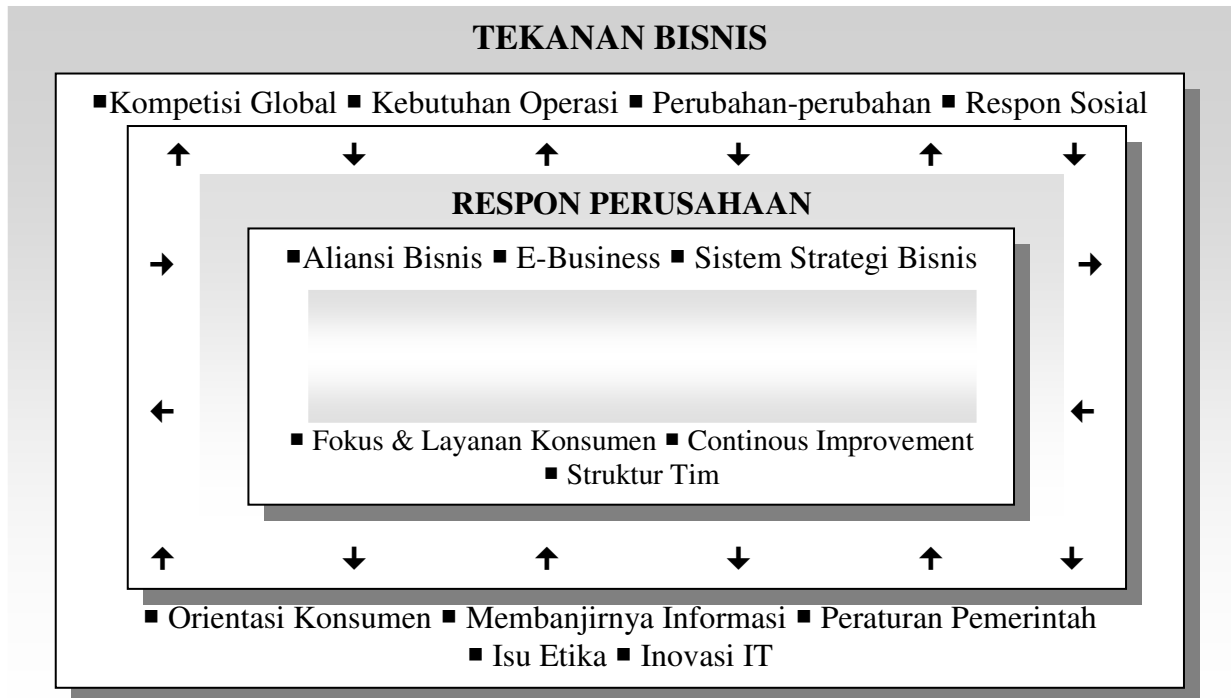 TEKANAN BISNIS
▪Kompetisi Global ▪ Kebutuhan Operasi ▪ Perubahan-perubahan ▪ Respon Sosial
RESPON PERUSAHAAN
▪Aliansi Bisnis ▪ E-Business ▪ Sistem Strategi Bisnis
▪ Fokus & Layanan Konsumen ▪ Continous Improvement
▪ Struktur Tim
▪ Orientasi Konsumen ▪ Membanjirnya Informasi ▪ Peraturan Pemerintah
▪ Isu Etika ▪ Inovasi IT